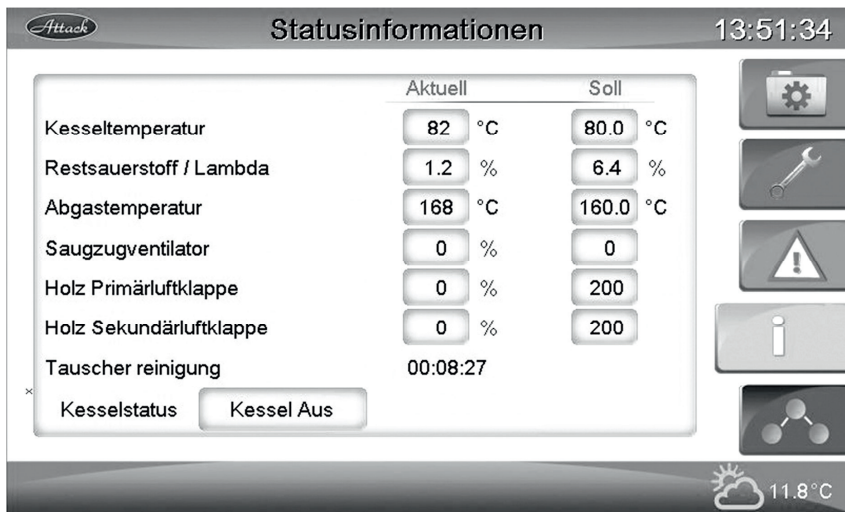 Attack Statusinformationen 13:51:34
Aktuell Soll
Kesseltemperatur 82 °C 80.0 °C
Restsauerstoff / Lambda 1.2 % 6.4 %
Abgastemperatur 168 °C 160.0 °C
Saugzugventilator 0 % 0
Holz Primärluftklappe 0 % 200
Holz Sekundärluftklappe 0 % 200
Tauscher reinigung 00:08:27
Kesselstatus Kessel Aus
11.8°C